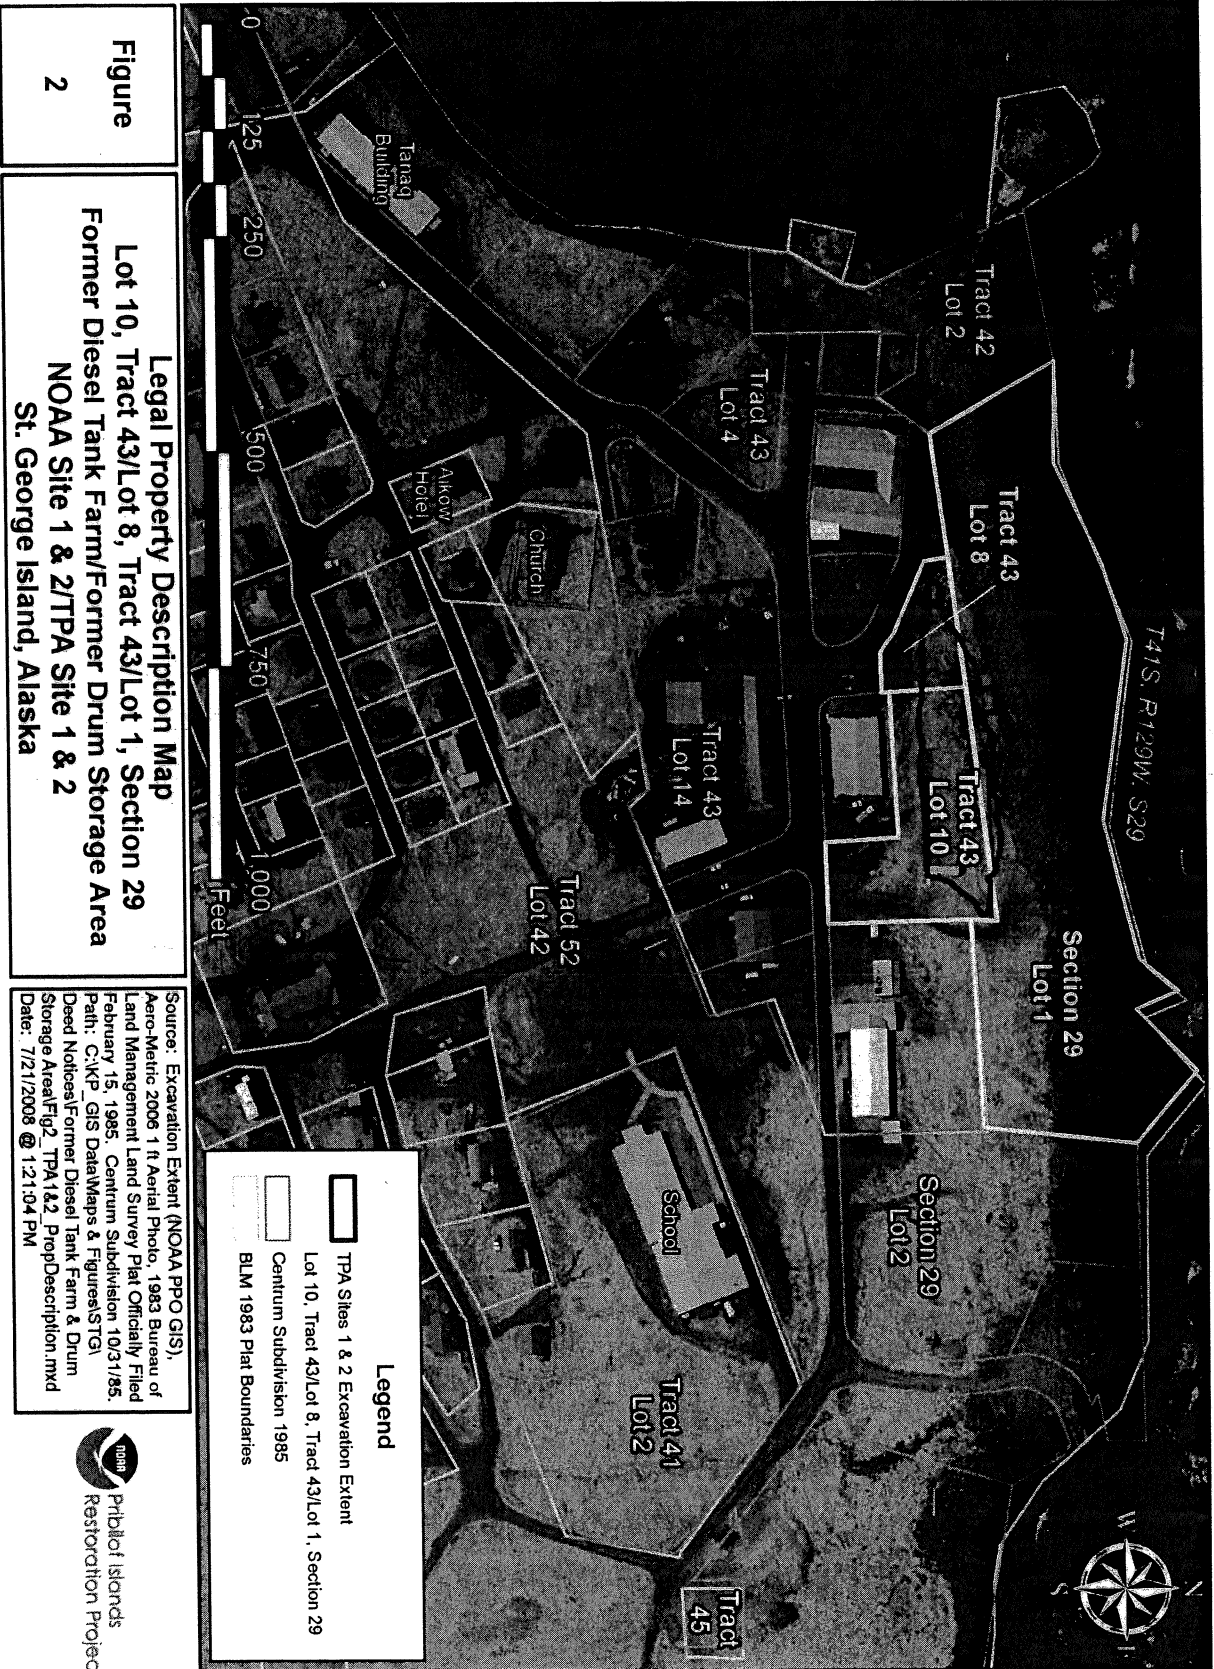 T41S, R129W, S29
Tract 42
Lot 2
Tract 43
Lot 8
Section 29
Lot 1
Tract 43
Lot 4
Tract 43
Lot 10
Section 29
Lot 2
Tanaq
Building
Aikow
Hotel
Church
Tract 43
Lot 14
Tract 52
Lot 42
School
Tract 41
Lot 2
Tract
45
W
N
S
0
125
250
500
750
1,000
Feet
Legend
TPA Sites 1 & 2 Excavation Extent
Lot 10, Tract 43/Lot 8, Tract 43/Lot 1, Section 29
Centrum Subdivision 1985
BLM 1983 Plat Boundaries
Figure
2
Legal Property Description Map
Lot 10, Tract 43/Lot 8, Tract 43/Lot 1, Section 29
Former Diesel Tank Farm/Former Drum Storage Area
NOAA Site 1 & 2/TPA Site 1 & 2
St. George Island, Alaska
Source: Excavation Extent (NOAA PPO GIS),
Aero-Metric 2006 1 ft Aerial Photo, 1983 Bureau of
Land Management Land Survey Plat Officially Filed
February 15, 1985. Centrum Subdivision 10/31/85.
Path: C:\KP_GIS Data\Maps & Figures\STG\
Deed Notices\Former Diesel Tank Farm & Drum
Storage Area\Fig2_TPA1&2_PropDescription.mxd
Date: 7/21/2008 @ 1:21:04 PM
NOAA
Pribilof Islands
Restoration Projec